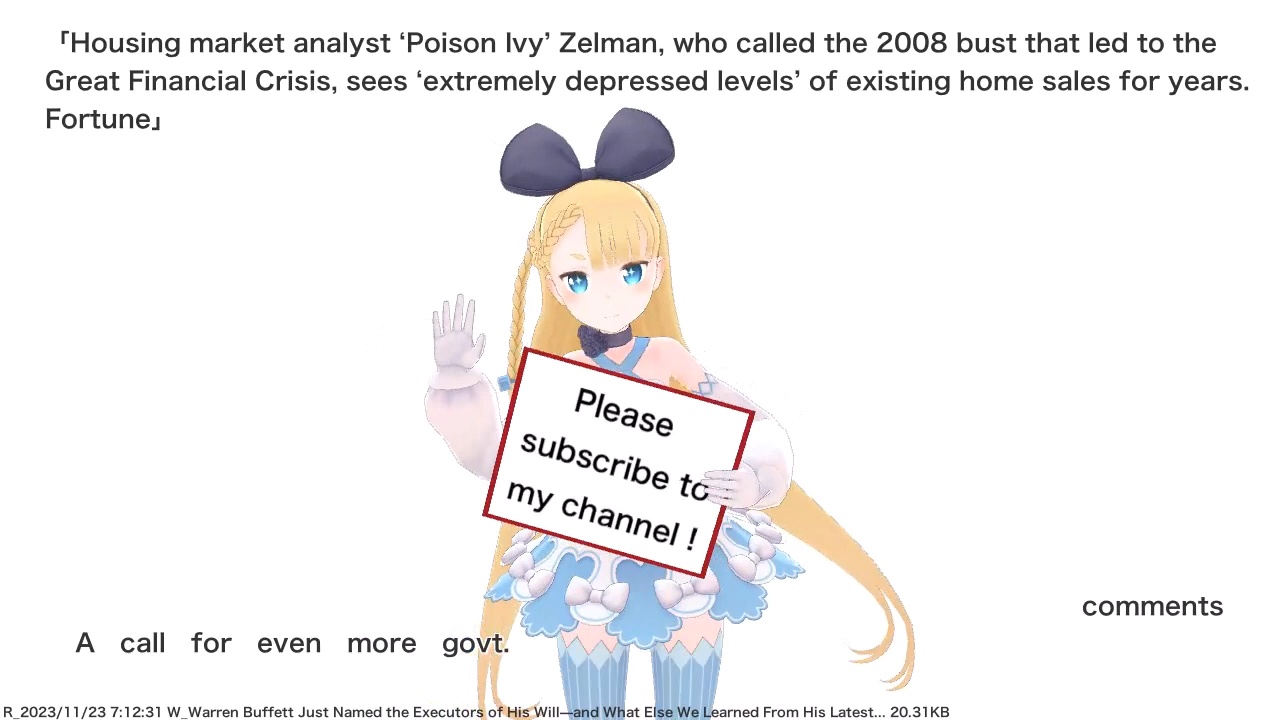 「Housing market analyst ‘Poison Ivy’ Zelman, who called the 2008 bust that led to the
Great Financial Crisis, sees ‘extremely depressed levels’ of existing home sales for years.
Fortune」
Please
subscribe to
my channel !
comments
A call for even more govt.
R_2023/11/23 7:12:31 W_Warren Buffett Just Named the Executors of His Will—and What Else We Learned From His Latest... 20.31KB